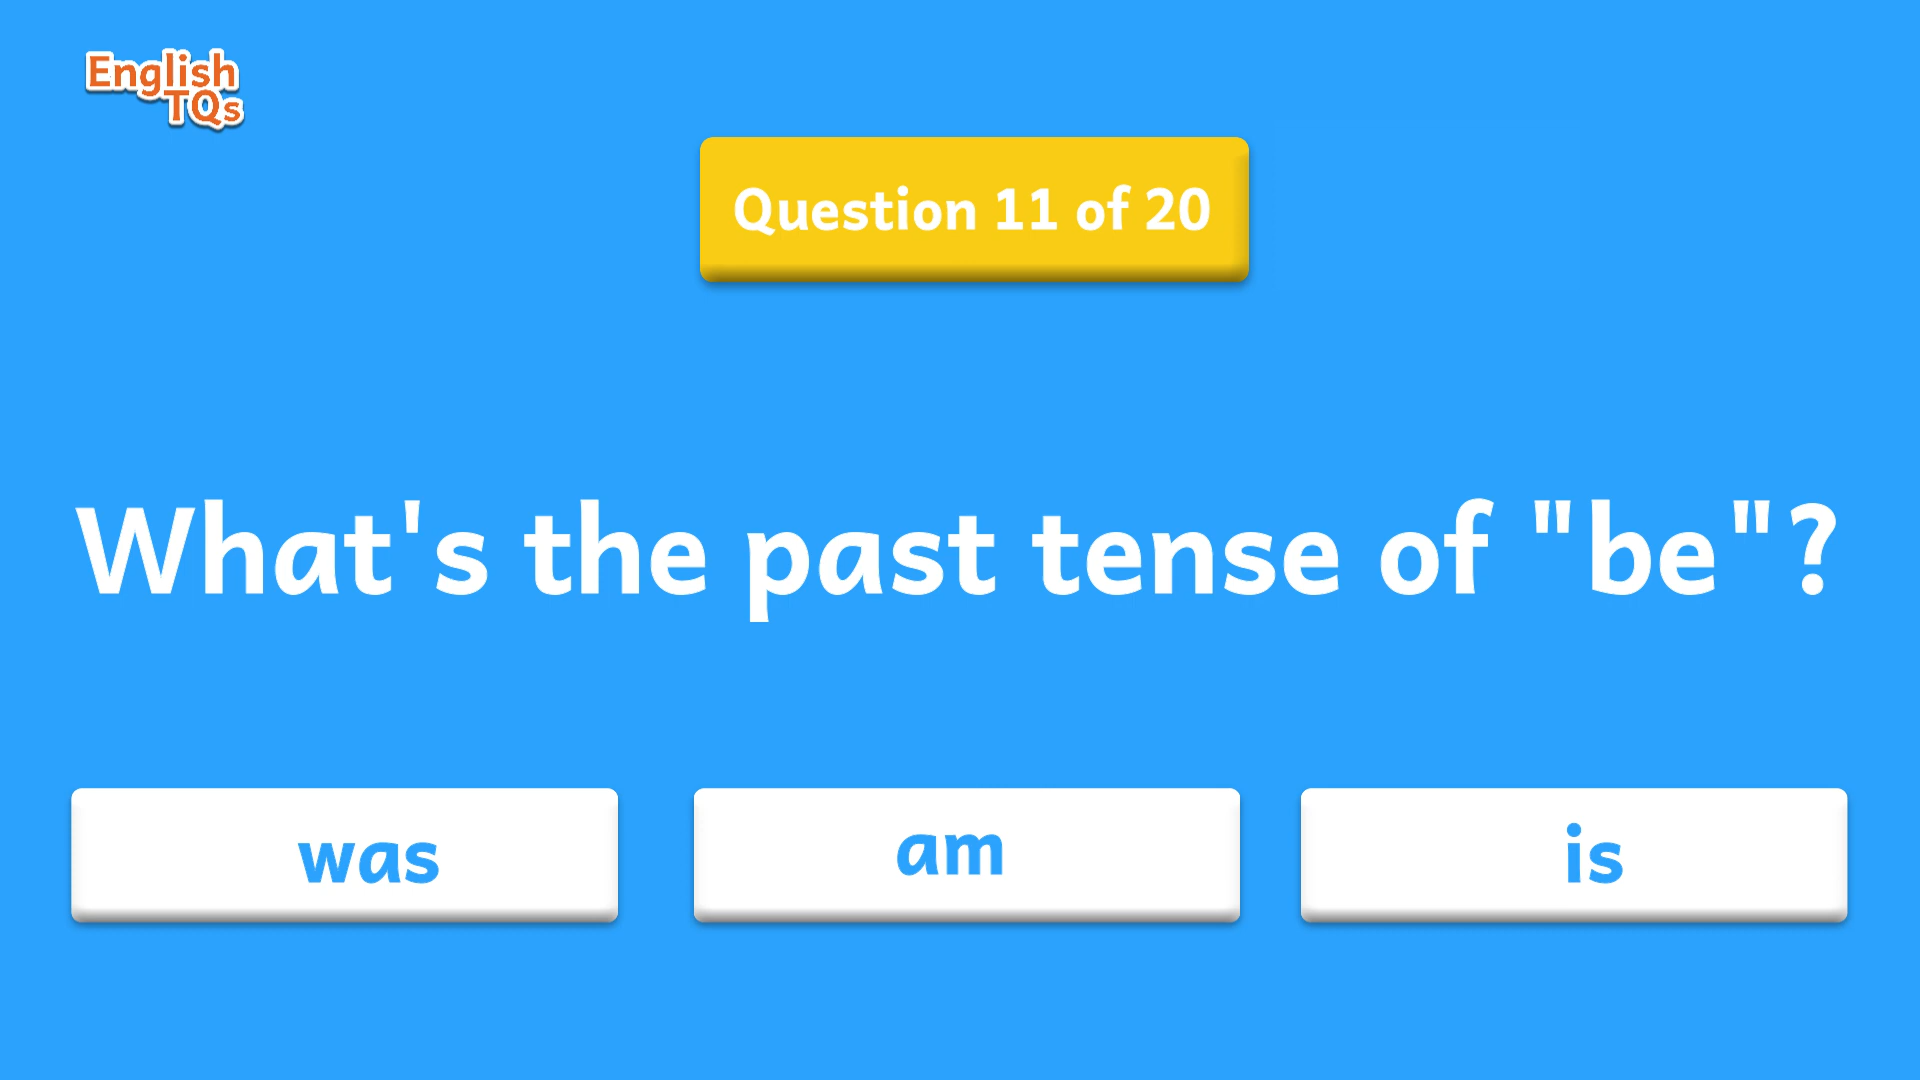 English
TQs
Question 11 of 20
What's the past tense of "be"?
was
am
is